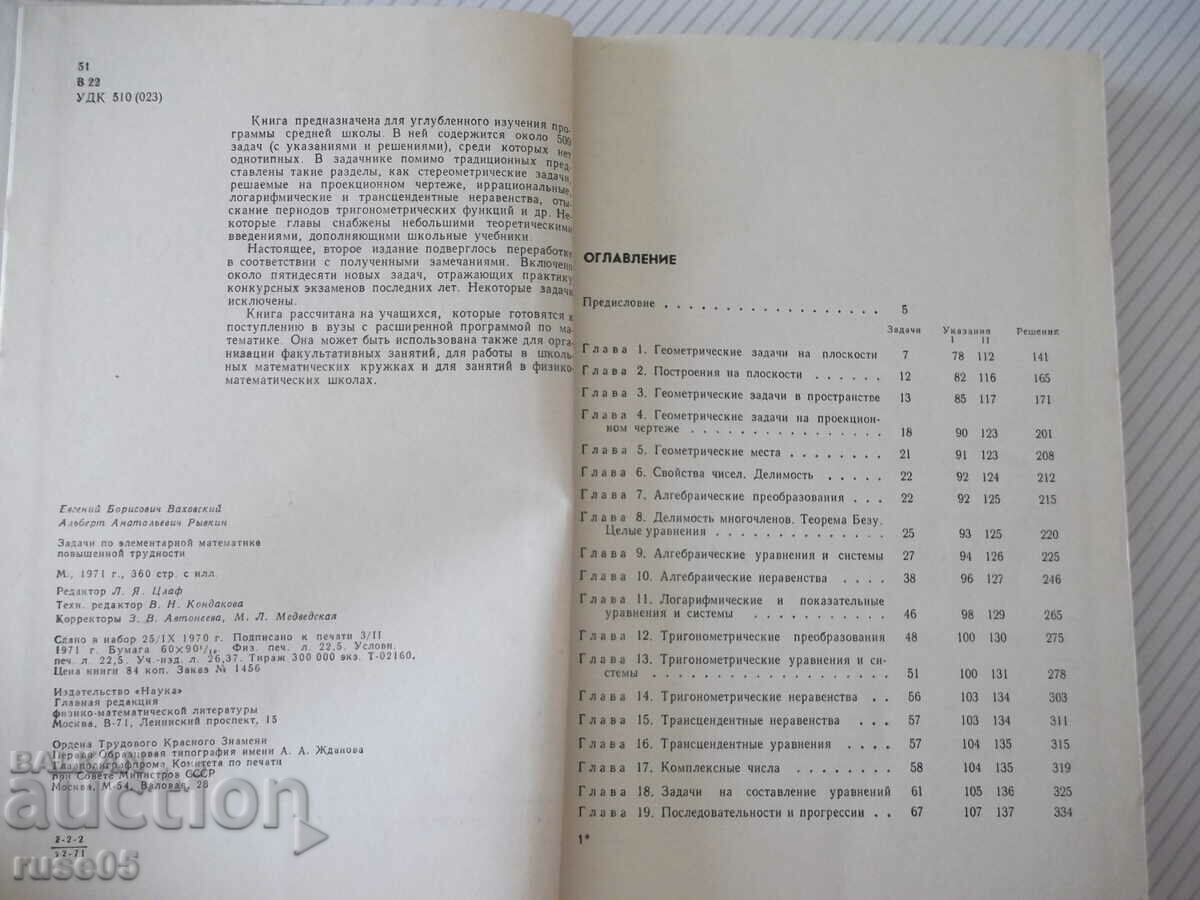 51
В 22
УДК 510 (023)
Книга предназначена для углубленного изучения про-
граммы средней школы. В ней содержится около 500
задач (с указаниями и решениями), среди которых нет
однотипных. В задачнике помимо традиционных пред-
ставлены такие разделы, как стереометрические задачи,
решаемые на проекционном чертеже, иррациональные,
логарифмические и трансцендентные неравенства, оты-
скание периодов тригонометрических функций и др. Не-
которые главы снабжены небольшими теоретическими
введениями, дополняющими школьные учебники.
Настоящее, второе издание подверглось переработке
в соответствии с полученными замечаниями. Включено
около пятидесяти новых задач, отражающих практику
конкурсных экзаменов последних лет. Некоторые задачи
исключены.
Книга рассчитана на учащихся, которые готовятся к
поступлению в вузы с расширенной программой по ма-
тематике. Она может быть использована также для орга-
низации факультативных занятий, для работы в школь-
ных математических кружках и для занятий в физико-
математических школах.
Евгений Борисович Ваховский
Альберт Анатольевич Рывкин
Задачи по элементарной математике
повышенной трудности
М., 1971 г., 360 стр. с илл.
Редактор Л. Я. Цлаф
Техн. редактор В. Н. Кондакова
Корректоры З. В. Автонеева, М. Л. Медведская
Сдано в набор 25/IX 1970 г. Подписано к печати 3/II
1971 г. Бумага 60×90¹/₁₆. Физ. печ. л. 22,5. Условн.
печ. л. 22,5. Уч.-изд. л. 26,37. Тираж 300 000 экз. Т-02160.
Цена книги 84 коп. Заказ № 1456
Издательство «Наука»
Главная редакция
физико-математической литературы
Москва, В-71, Ленинский проспект, 15
Ордена Трудового Красного Знамени
Первая Образцовая типография имени А. А. Жданова
Главполиграфпрома Комитета по печати
при Совете Министров СССР
Москва, М-54, Валовая, 28
2-2-2
42-71
ОГЛАВЛЕНИЕ
Предисловие . . . . . . . . . . . . . . . . . 5
Задачи Указания Решения
I II
Глава 1. Геометрические задачи на плоскости 7 78 112 141
Глава 2. Построения на плоскости . . . . . . 12 82 116 165
Глава 3. Геометрические задачи в пространстве 13 85 117 171
Глава 4. Геометрические задачи на проекцион-
ном чертеже . . . . . . . . . . . . . . 18 90 123 201
Глава 5. Геометрические места . . . . . . . . 21 91 123 208
Глава 6. Свойства чисел. Делимость . . . . . 22 92 124 212
Глава 7. Алгебраические преобразования . . . 22 92 125 215
Глава 8. Делимость многочленов. Теорема Безу.
Целые уравнения . . . . . . . . . . . . 25 93 125 220
Глава 9. Алгебраические уравнения и системы 27 94 126 225
Глава 10. Алгебраические неравенства . . . . 38 96 127 246
Глава 11. Логарифмические и показательные
уравнения и системы . . . . . . . . . 46 98 129 265
Глава 12. Тригонометрические преобразования 48 100 130 275
Глава 13. Тригонометрические уравнения и си-
стемы . . . . . . . . . . . . . . . . . 51 100 131 278
Глава 14. Тригонометрические неравенства . . 56 103 134 303
Глава 15. Трансцендентные неравенства . . . 57 103 134 311
Глава 16. Трансцендентные уравнения . . . . 57 104 135 315
Глава 17. Комплексные числа . . . . . . . . 58 104 135 319
Глава 18. Задачи на составление уравнений 61 105 136 325
Глава 19. Последовательности и прогрессии . . 67 107 137 334
1*
БАЛКАН
auction
ruse05